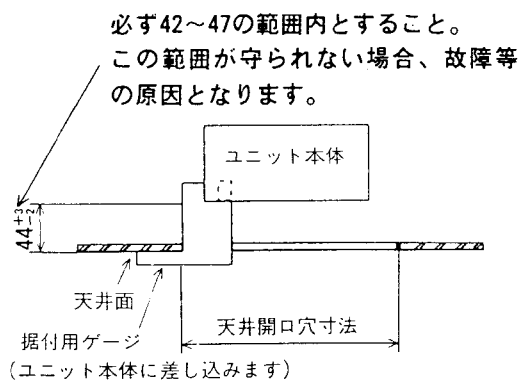 必ず42～47の範囲内とすること。
この範囲が守られない場合、故障等
の原因となります。
ユニット本体
44 +3 -2
天井面
天井開口穴寸法
据付用ゲージ
(ユニット本体に差し込みます)